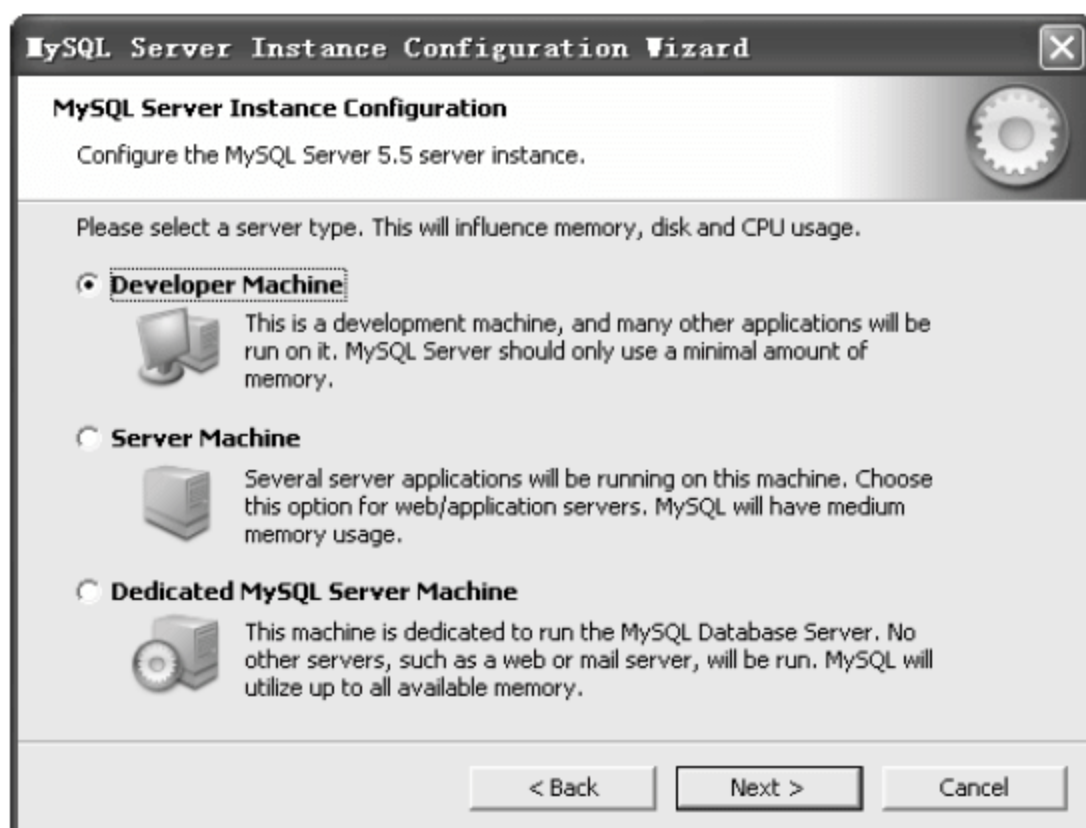 MySQL Server Instance Configuration Wizard
MySQL Server Instance Configuration
Configure the MySQL Server 5.5 server instance.
Please select a server type. This will influence memory, disk and CPU usage.
Developer Machine
This is a development machine, and many other applications will be
run on it. MySQL Server should only use a minimal amount of
memory.
Server Machine
Several server applications will be running on this machine. Choose
this option for web/application servers. MySQL will have medium
memory usage.
Dedicated MySQL Server Machine
This machine is dedicated to run the MySQL Database Server. No
other servers, such as a web or mail server, will be run. MySQL will
utilize up to all available memory.
< Back
Next >
Cancel